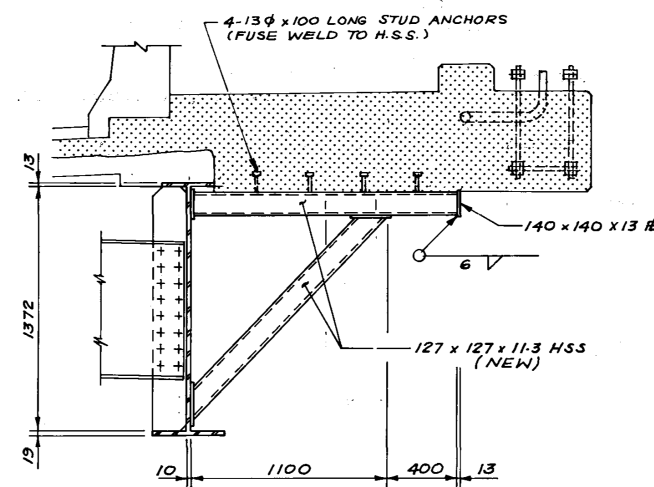 4-13Ø x 100 LONG STUD ANCHORS
(FUSE WELD TO H.S.S.)
13
140 x 140 x 13 ℄
6
1372
127 x 127 x 11.3 HSS
(NEW)
19
10
1100
400
13